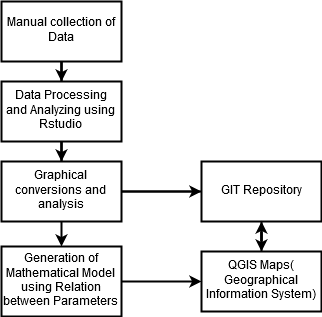 Manual collection of
Data
Data Processing
and Analyzing using
Rstudio
Graphical
conversions and
analysis
GIT Repository
Generation of
Mathematical Model
using Relation
between Parameters
QGIS Maps(
Geographical
Information System)